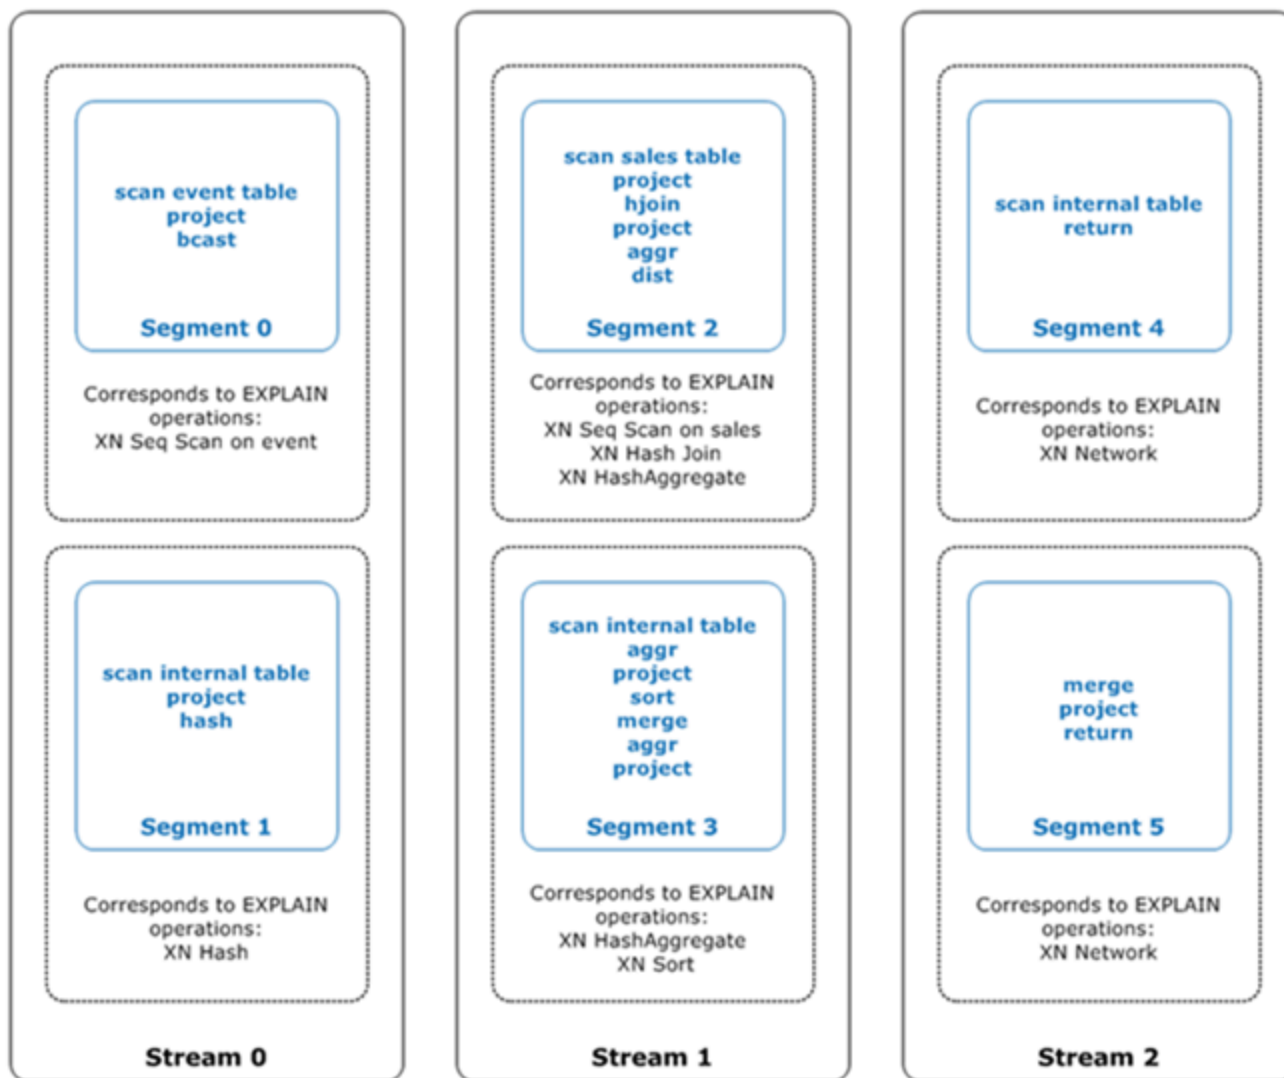 scan event table
project
bcast
Segment 0
Corresponds to EXPLAIN
operations:
XN Seq Scan on event
scan internal table
project
hash
Segment 1
Corresponds to EXPLAIN
operations:
XN Hash
Stream 0
scan sales table
project
hjoin
project
aggr
dist
Segment 2
Corresponds to EXPLAIN
operations:
XN Seq Scan on sales
XN Hash Join
XN HashAggregate
scan internal table
aggr
project
sort
merge
aggr
project
Segment 3
Corresponds to EXPLAIN
operations:
XN HashAggregate
XN Sort
Stream 1
scan internal table
return
Segment 4
Corresponds to EXPLAIN
operations:
XN Network
merge
project
return
Segment 5
Corresponds to EXPLAIN
operations:
XN Network
Stream 2